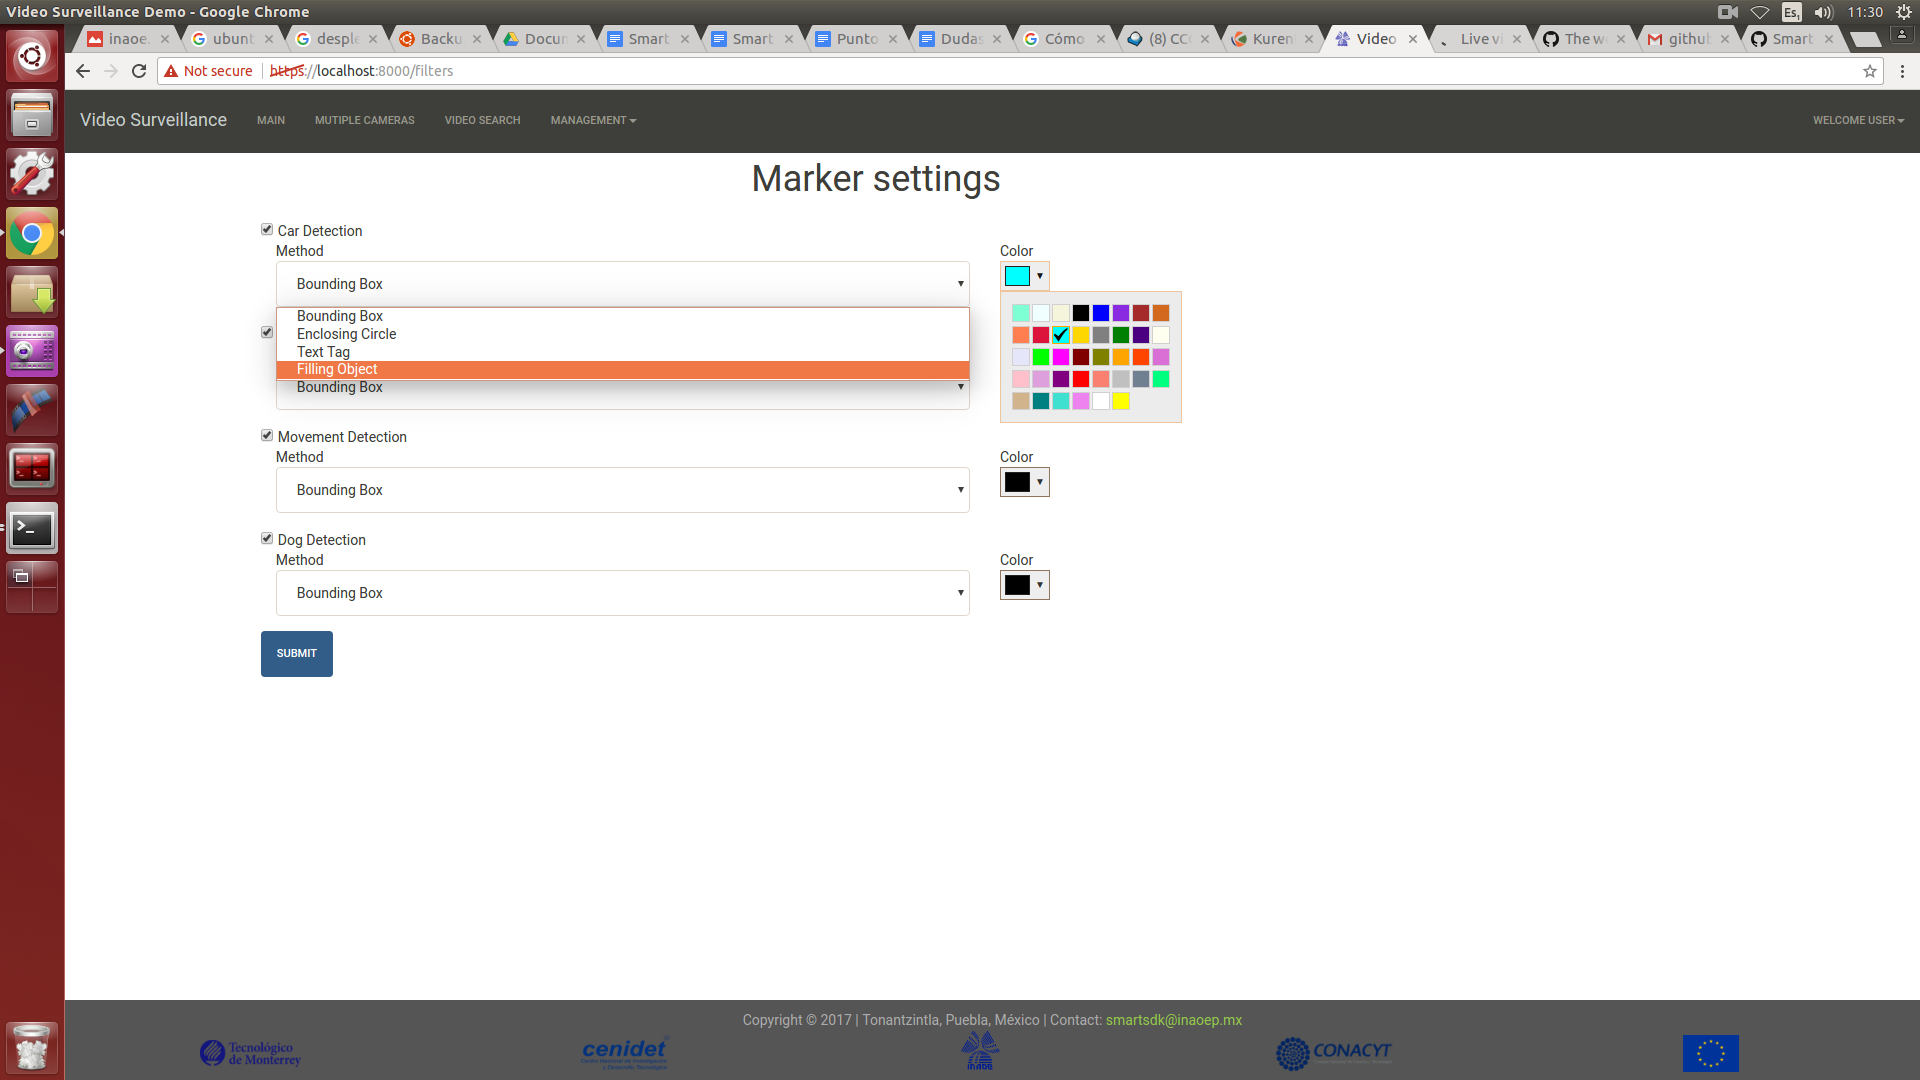 Video Surveillance Demo - Google Chrome
Es₁ 11:30
inaoe. ubunt despl Backu Docun Smart Smart Punto Dudas Cómo (8) CC Kuren Video Live vi The w github Smart
Not secure https://localhost:8000/filters
Video Surveillance MAIN MUTIPLE CAMERAS VIDEO SEARCH MANAGEMENT WELCOME USER
Marker settings
Car Detection
Method Color
Bounding Box
Bounding Box
Enclosing Circle
Text Tag
Filling Object
Bounding Box
Movement Detection
Method Color
Bounding Box
Dog Detection
Method Color
Bounding Box
SUBMIT
Copyright © 2017 | Tonantzintla, Puebla, México | Contact: smartsdk@inaoep.mx
Tecnológico
de Monterrey
cenidet
inaoe
CONACYT